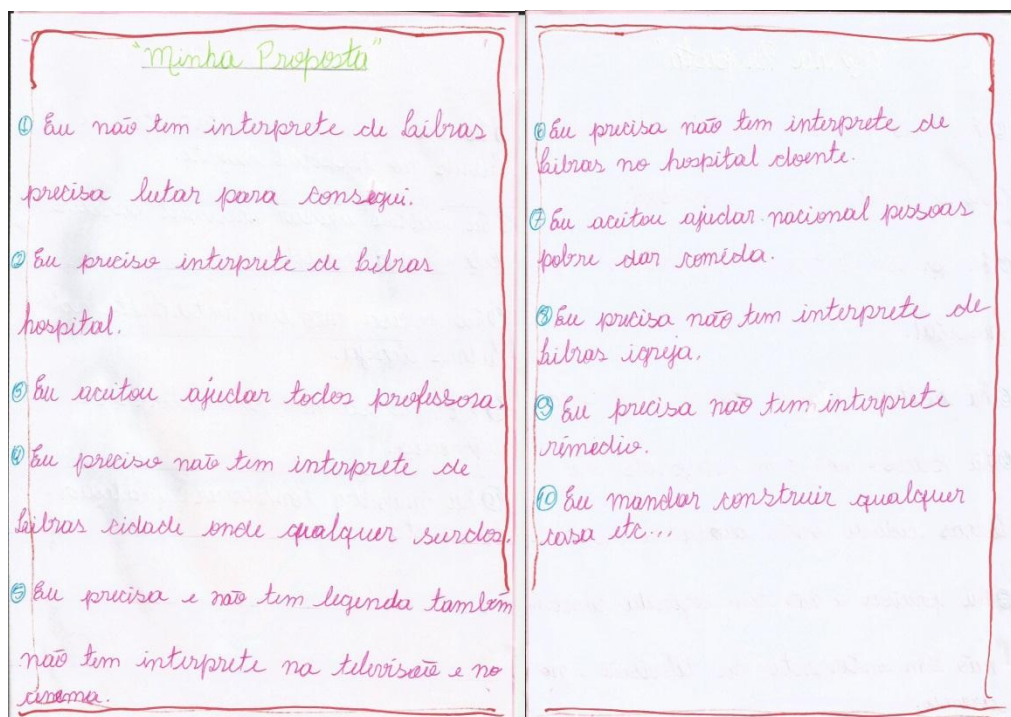 "Minha Proposta"
① Eu não tem interprete de Libras
precisa lutar para consegui.
② Eu preciso interprete de Libras
hospital.
③ Eu aceitou ajudar todos professora.
④ Eu preciso não tem interprete de
Libras cidade onde qualquer surdos.
⑤ Eu precisa e não tem legenda também
não tem interprete na televisão e no
cinema.
⑥ Eu precisa não tem interprete de
Libras no hospital doente.
⑦ Eu aceitou ajudar nacional pessoas
pobre dar comida.
⑧ Eu precisa não tem interprete de
Libras igreja.
⑨ Eu precisa não tem interprete
remédio.
⑩ Eu mandar construir qualquer
casa etc...